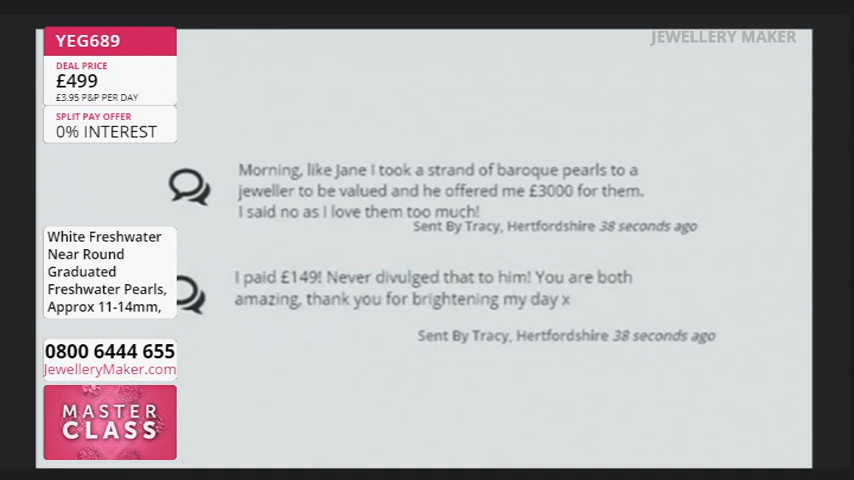 YEG689
DEAL PRICE
£499
£3.95 P&P PER DAY
SPLIT PAY OFFER
0% INTEREST
JEWELLERY MAKER
Morning, like Jane I took a strand of baroque pearls to a
jeweller to be valued and he offered me £3000 for them.
I said no as I love them too much!
Sent By Tracy, Hertfordshire 38 seconds ago
I paid £149! Never divulged that to him! You are both
amazing, thank you for brightening my day x
Sent By Tracy, Hertfordshire 38 seconds ago
White Freshwater
Near Round
Graduated
Freshwater Pearls,
Approx 11-14mm,
0800 6444 655
JewelleryMaker.com
MASTER
CLASS